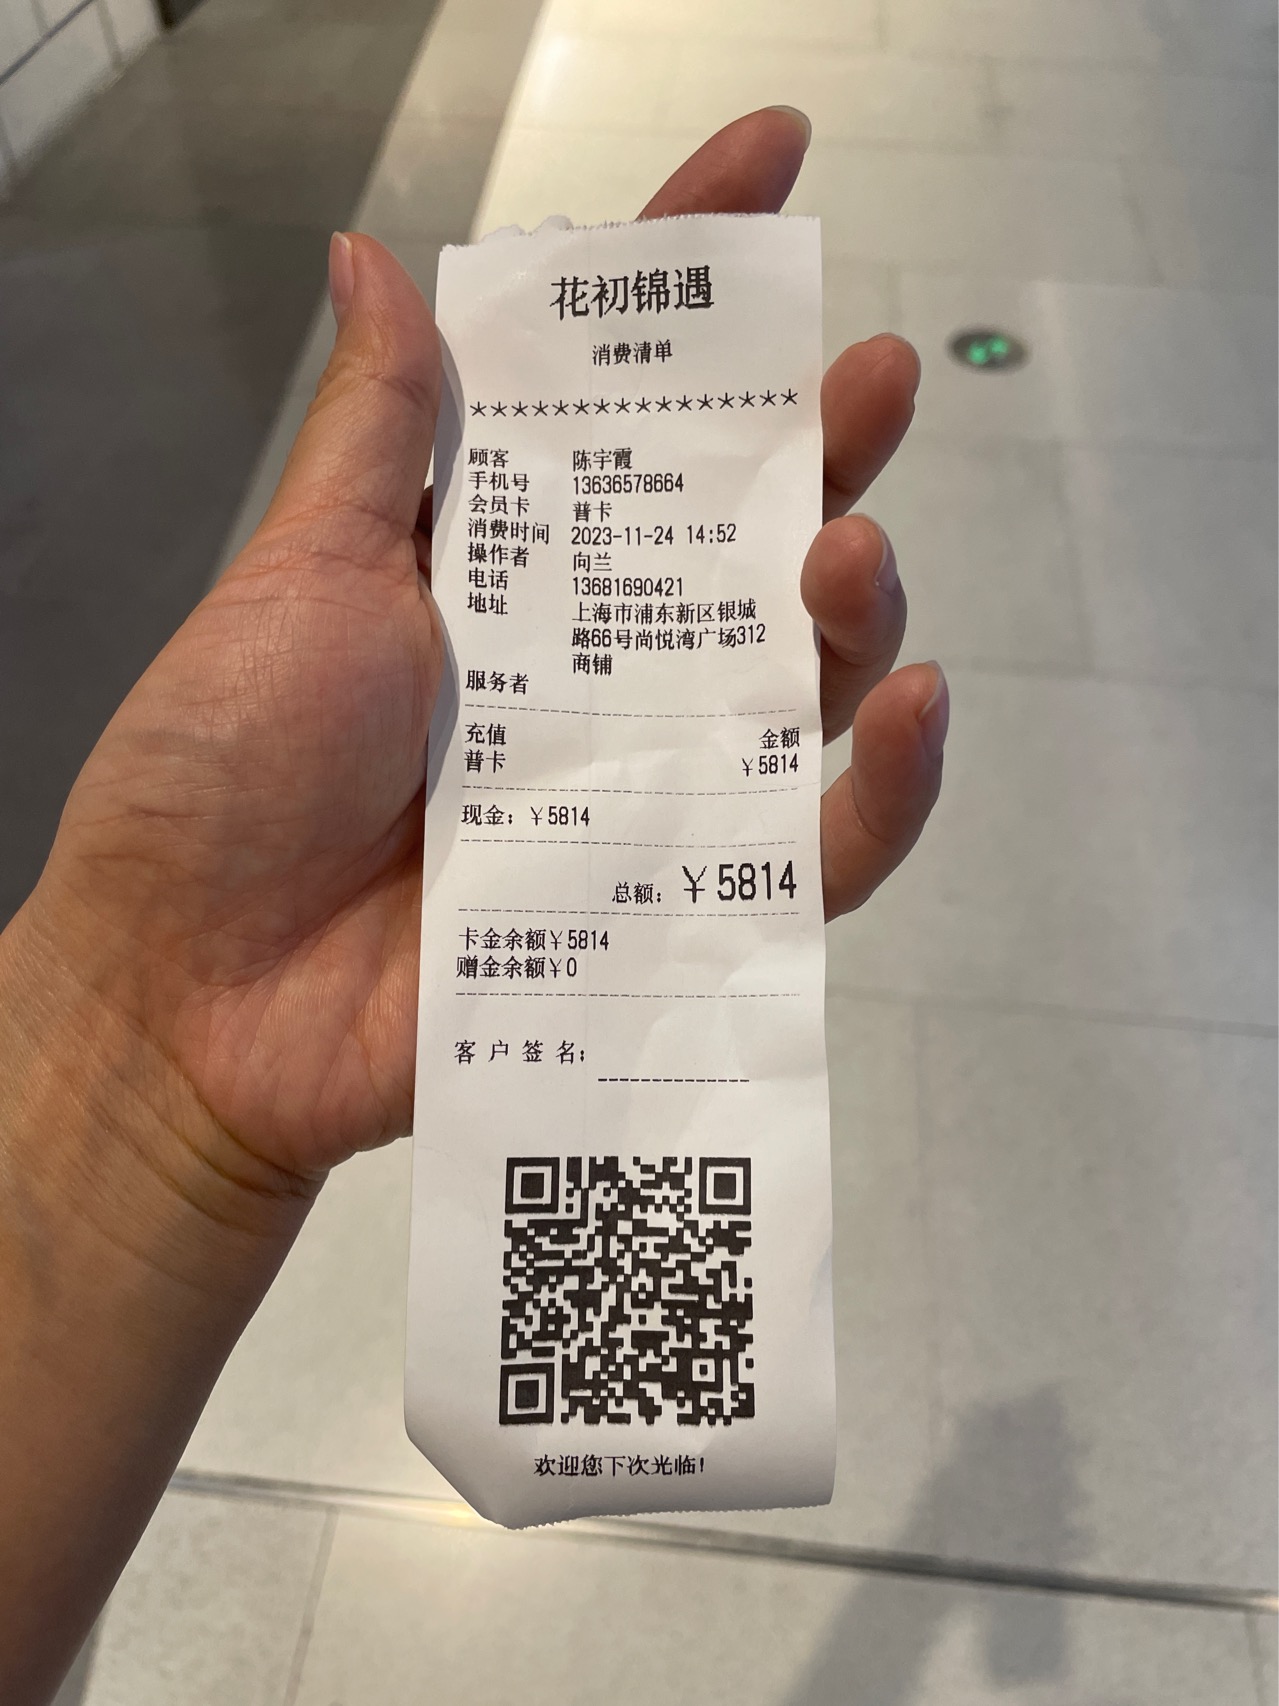 花初锦遇
消费清单
****************
顾客 陈宇霞
手机号 13636578664
会员卡 普卡
消费时间 2023-11-24 14:52
操作者 向兰
电话 13681690421
地址 上海市浦东新区银城
路66号尚悦湾广场312
商铺
服务者
充值 金额
普卡 ¥5814
现金：¥5814
总额：¥5814
卡金余额¥5814
赠金余额¥0
客户签名：
欢迎您下次光临！